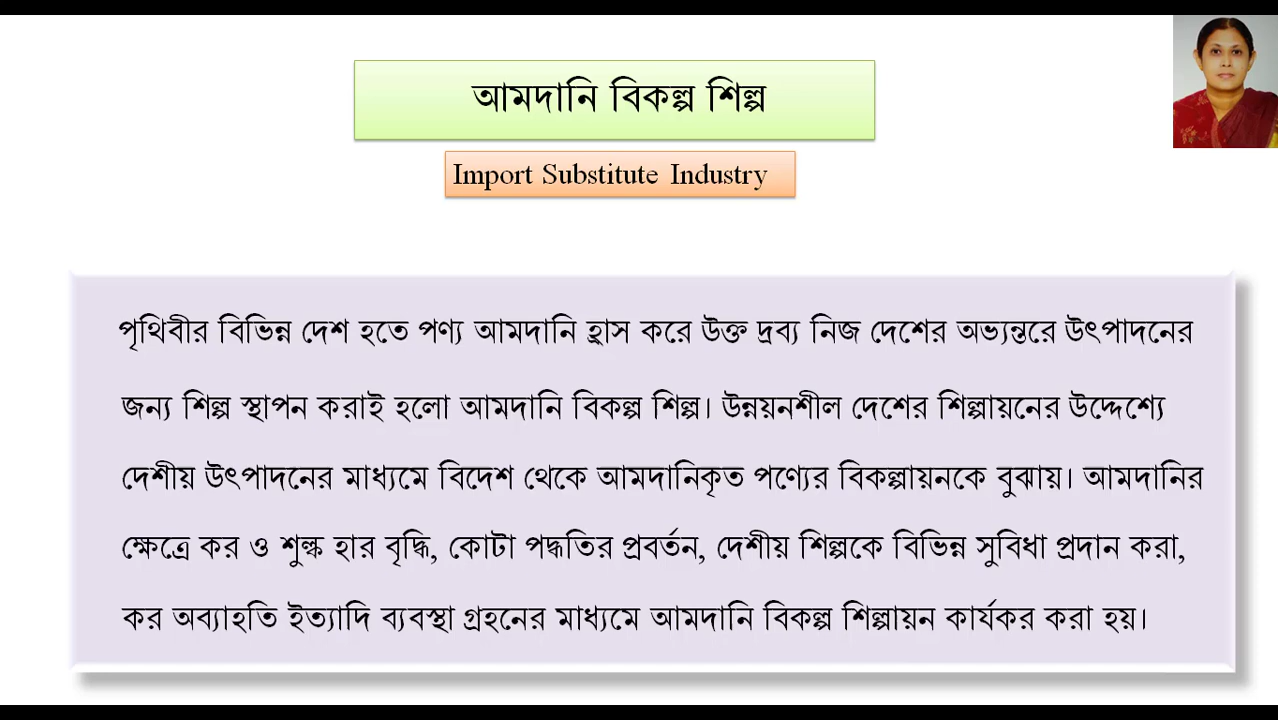 আমদানি বিকল্প শিল্প
Import Substitute Industry
পৃথিবীর বিভিন্ন দেশ হতে পণ্য আমদানি হ্রাস করে উক্ত দ্রব্য নিজ দেশের অভ্যন্তরে উৎপাদনের
জন্য শিল্প স্থাপন করাই হলো আমদানি বিকল্প শিল্প। উন্নয়নশীল দেশের শিল্পায়নের উদ্দেশ্যে
দেশীয় উৎপাদনের মাধ্যমে বিদেশ থেকে আমদানিকৃত পণ্যের বিকল্পায়নকে বুঝায়। আমদানির
ক্ষেত্রে কর ও শুল্ক হার বৃদ্ধি, কোটা পদ্ধতির প্রবর্তন, দেশীয় শিল্পকে বিভিন্ন সুবিধা প্রদান করা,
কর অব্যাহতি ইত্যাদি ব্যবস্থা গ্রহনের মাধ্যমে আমদানি বিকল্প শিল্পায়ন কার্যকর করা হয়।